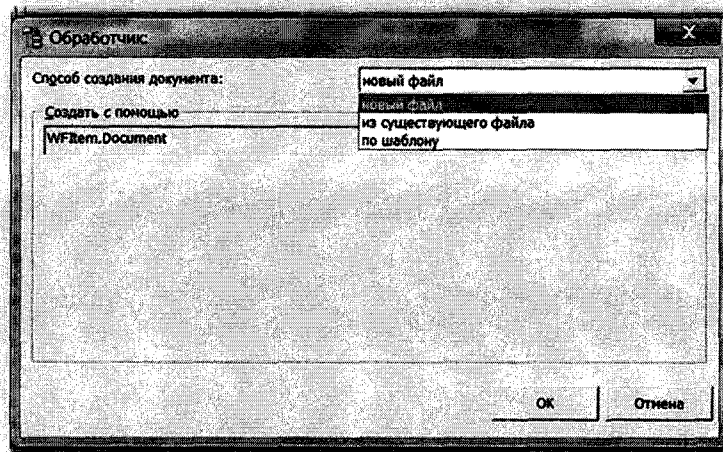 Обработчик:
Способ создания документа:
новый файл
новый файл
из существующего файла
по шаблону
Создать с помощью
WFItem.Document
ОК
Отмена